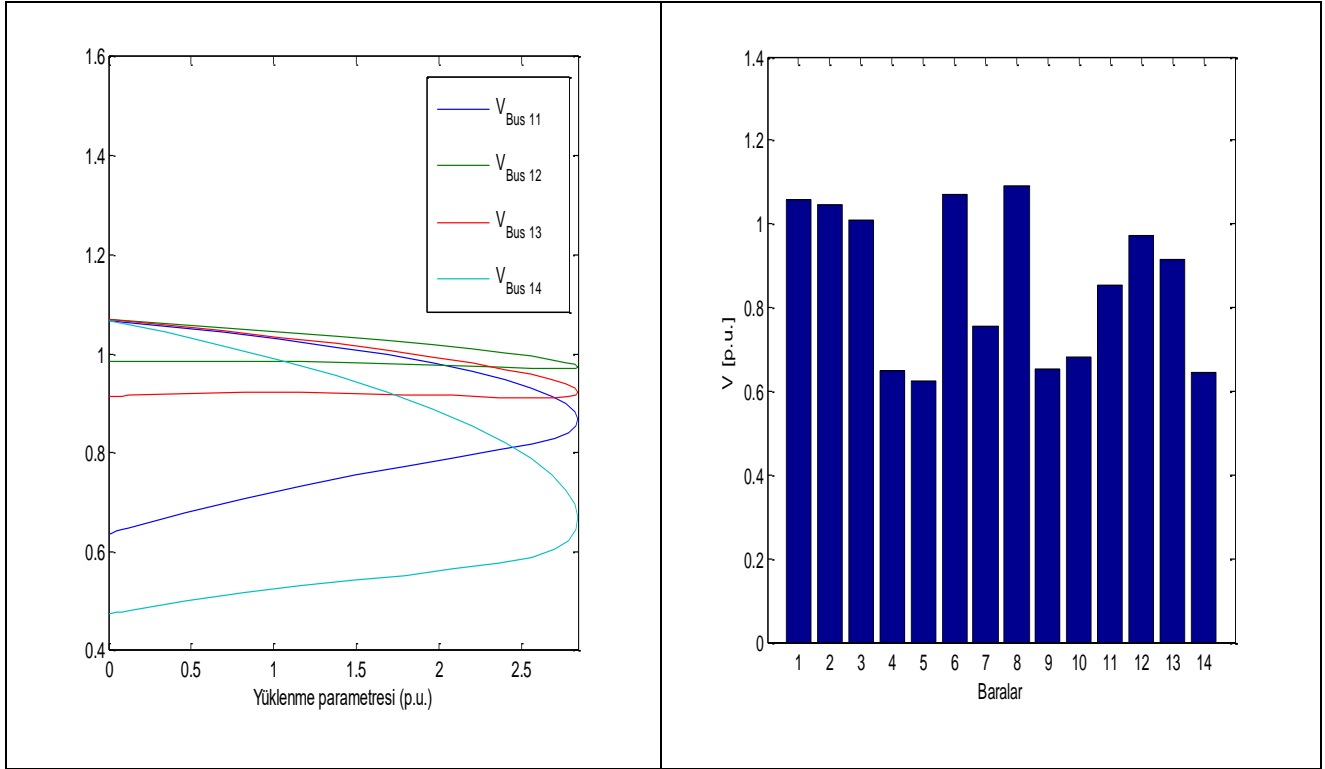 1.6
1.4
1.2
1
0.8
0.6
0.4
0 0.5 1 1.5 2 2.5
Yüklenme parametresi (p.u.)
V Bus 11
V Bus 12
V Bus 13
V Bus 14
1.4
1.2
1
0.8
0.6
0.4
0.2
0
V [p.u.]
1 2 3 4 5 6 7 8 9 10 11 12 13 14
Baralar